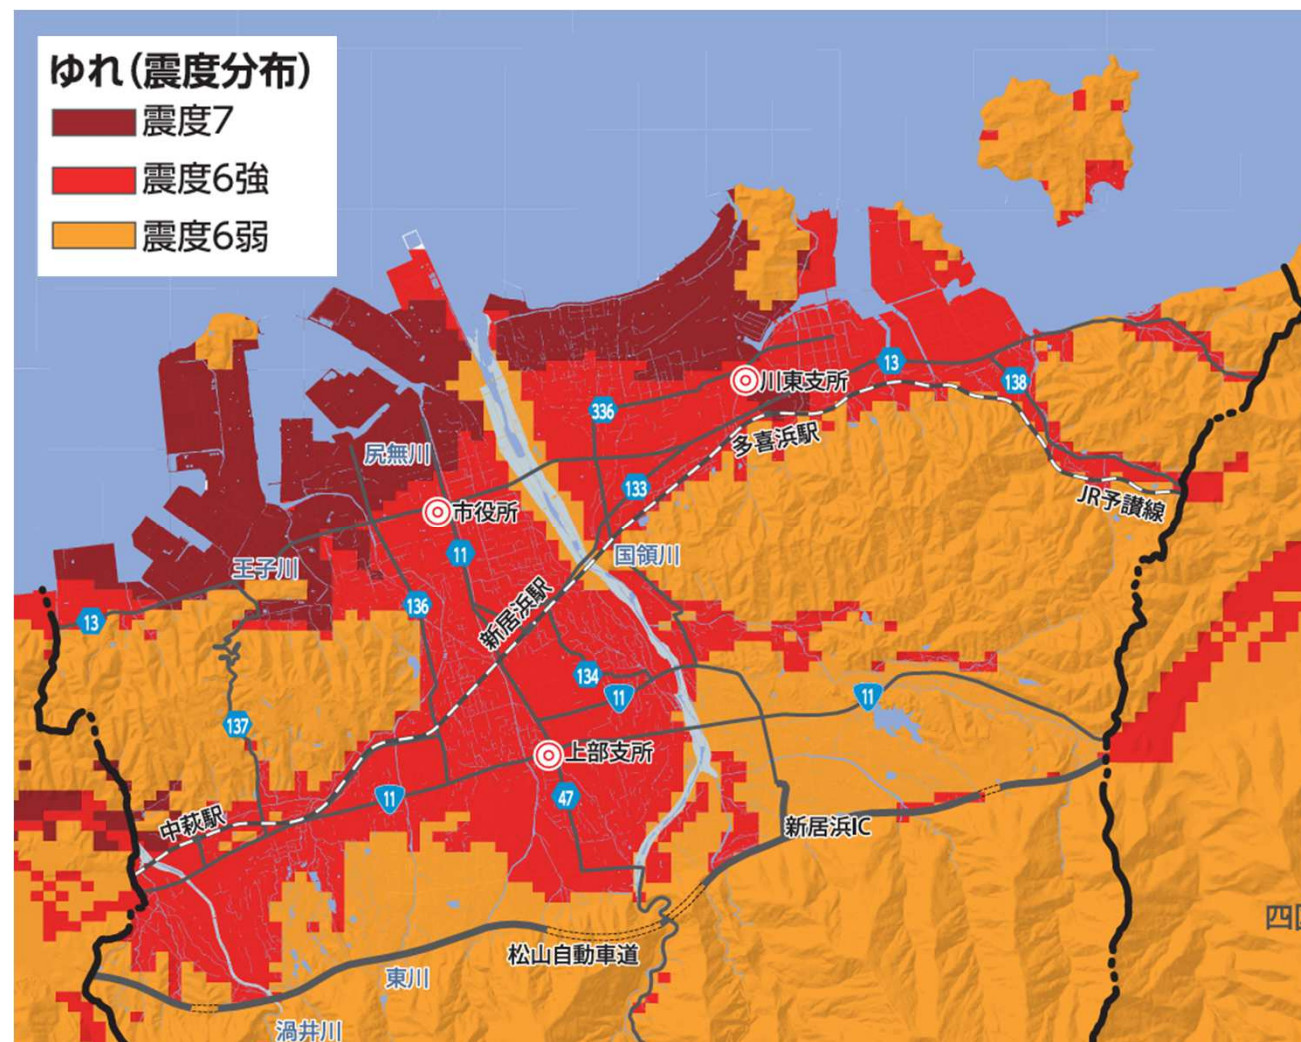 ゆれ（震度分布）
震度7
震度6強
震度6弱
13
川東支所
138
336
多喜浜駅
尻無川
133
JR予讃線
市役所
11
国領川
王子川
136
新居浜駅
13
134
11
11
137
上部支所
11
47
中萩駅
新居浜IC
四
松山自動車道
東川
渦井川